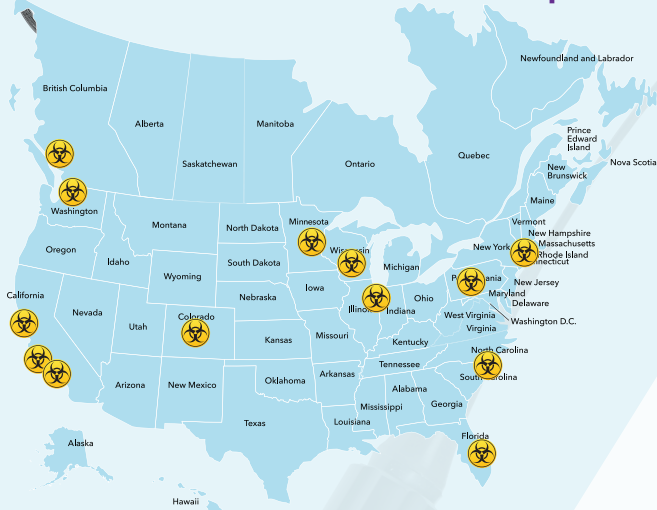 Newfoundland and Labrador
British Columbia
Alberta
Manitoba
Saskatchewan
Ontario
Quebec
Prince
Edward
Island
Nova Scotia
New
Brunswick
Maine
Washington
Montana
North Dakota
Minnesota
Vermont
New Hampshire
Massachusetts
Rhode Island
New York
Oregon
Idaho
South Dakota
Michigan
Wyoming
New Jersey
Maryland
Delaware
California
Nevada
Utah
Colorado
Nebraska
Iowa
Indiana
Ohio
West Virginia
Virginia
Washington D.C.
Kansas
Missouri
Kentucky
North Carolina
Tennessee
Arizona
New Mexico
Oklahoma
Arkansas
Alabama
Georgia
Mississippi
Louisiana
Texas
Florida
Alaska
Hawaii